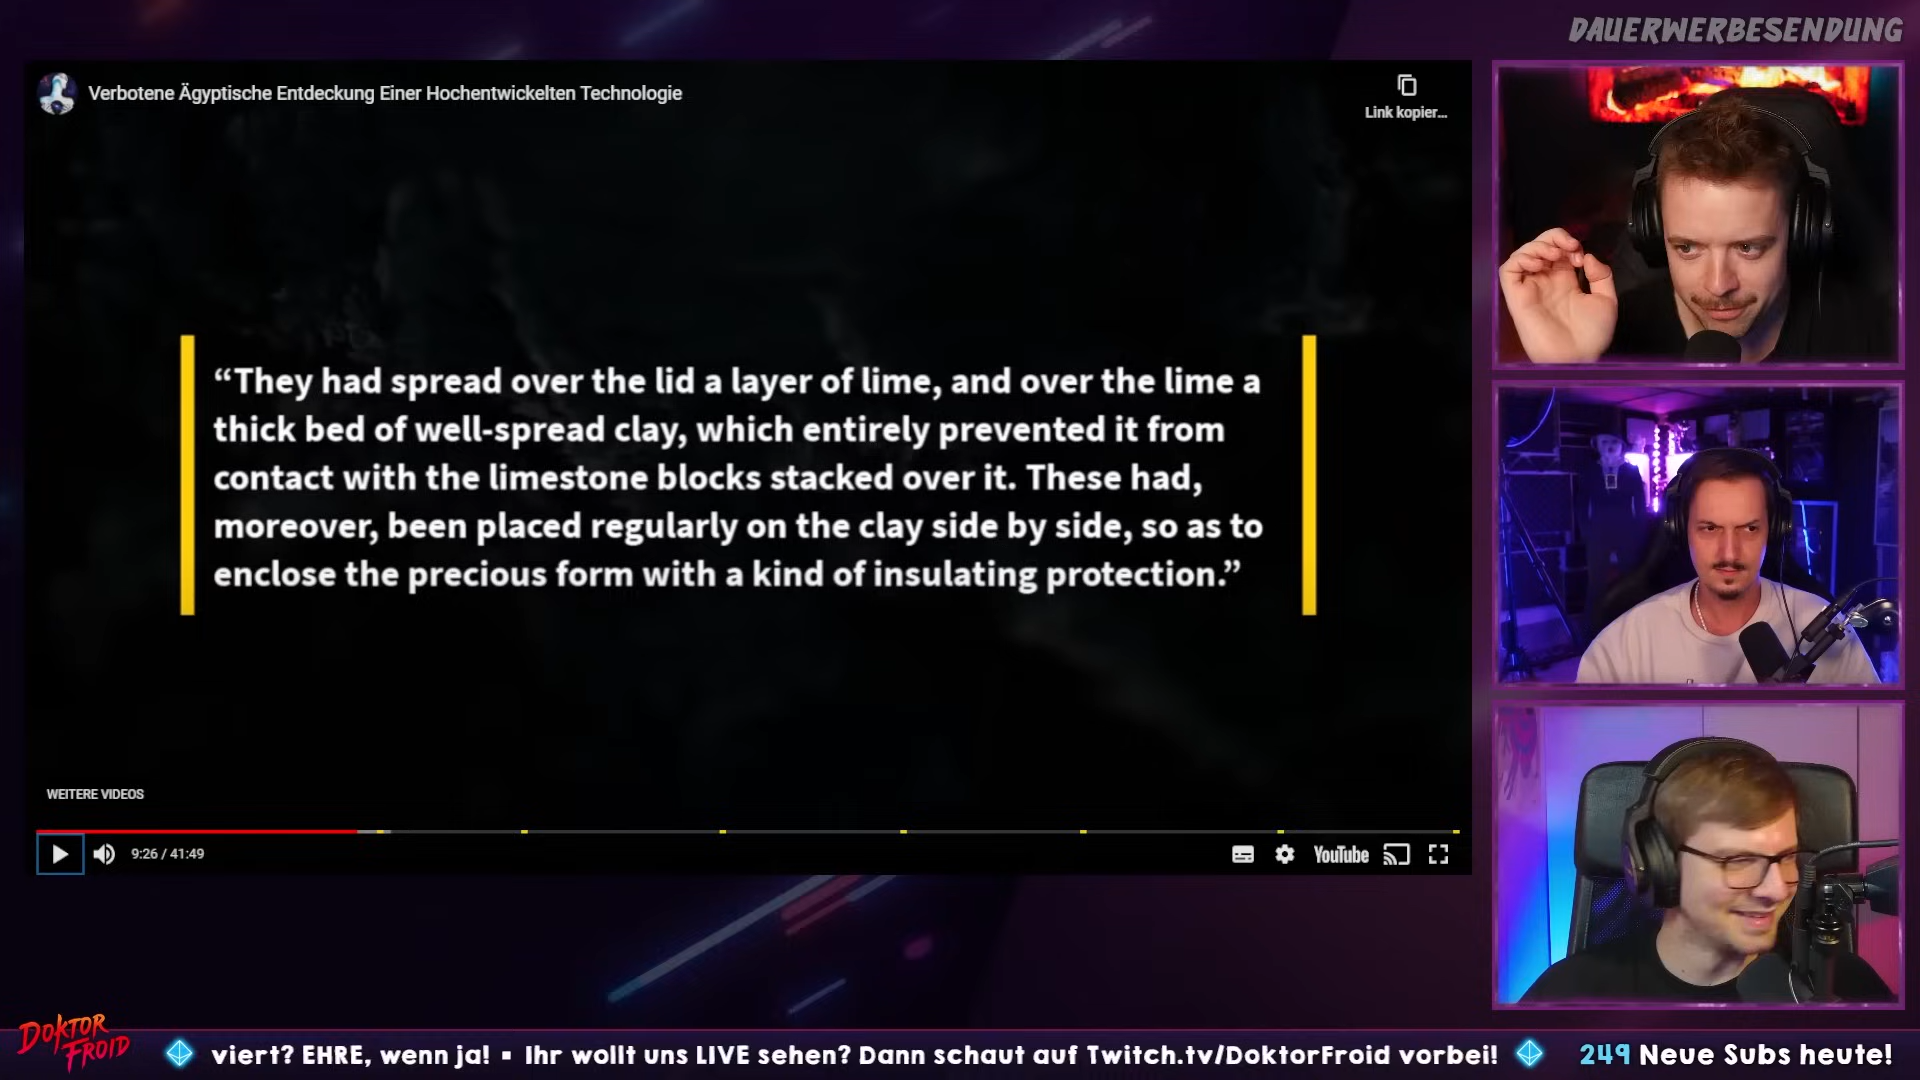 DAUERWERBESENDUNG
Verbotene Ägyptische Entdeckung Einer Hochentwickelten Technologie
Link kopier...
“They had spread over the lid a layer of lime, and over the lime a
thick bed of well-spread clay, which entirely prevented it from
contact with the limestone blocks stacked over it. These had,
moreover, been placed regularly on the clay side by side, so as to
enclose the precious form with a kind of insulating protection.”
WEITERE VIDEOS
9:26 / 41:49
YouTube
DOKTOR
FROID
viert? EHRE, wenn ja! ▪ Ihr wollt uns LIVE sehen? Dann schaut auf Twitch.tv/DoktorFroid vorbei!
249 Neue Subs heute!